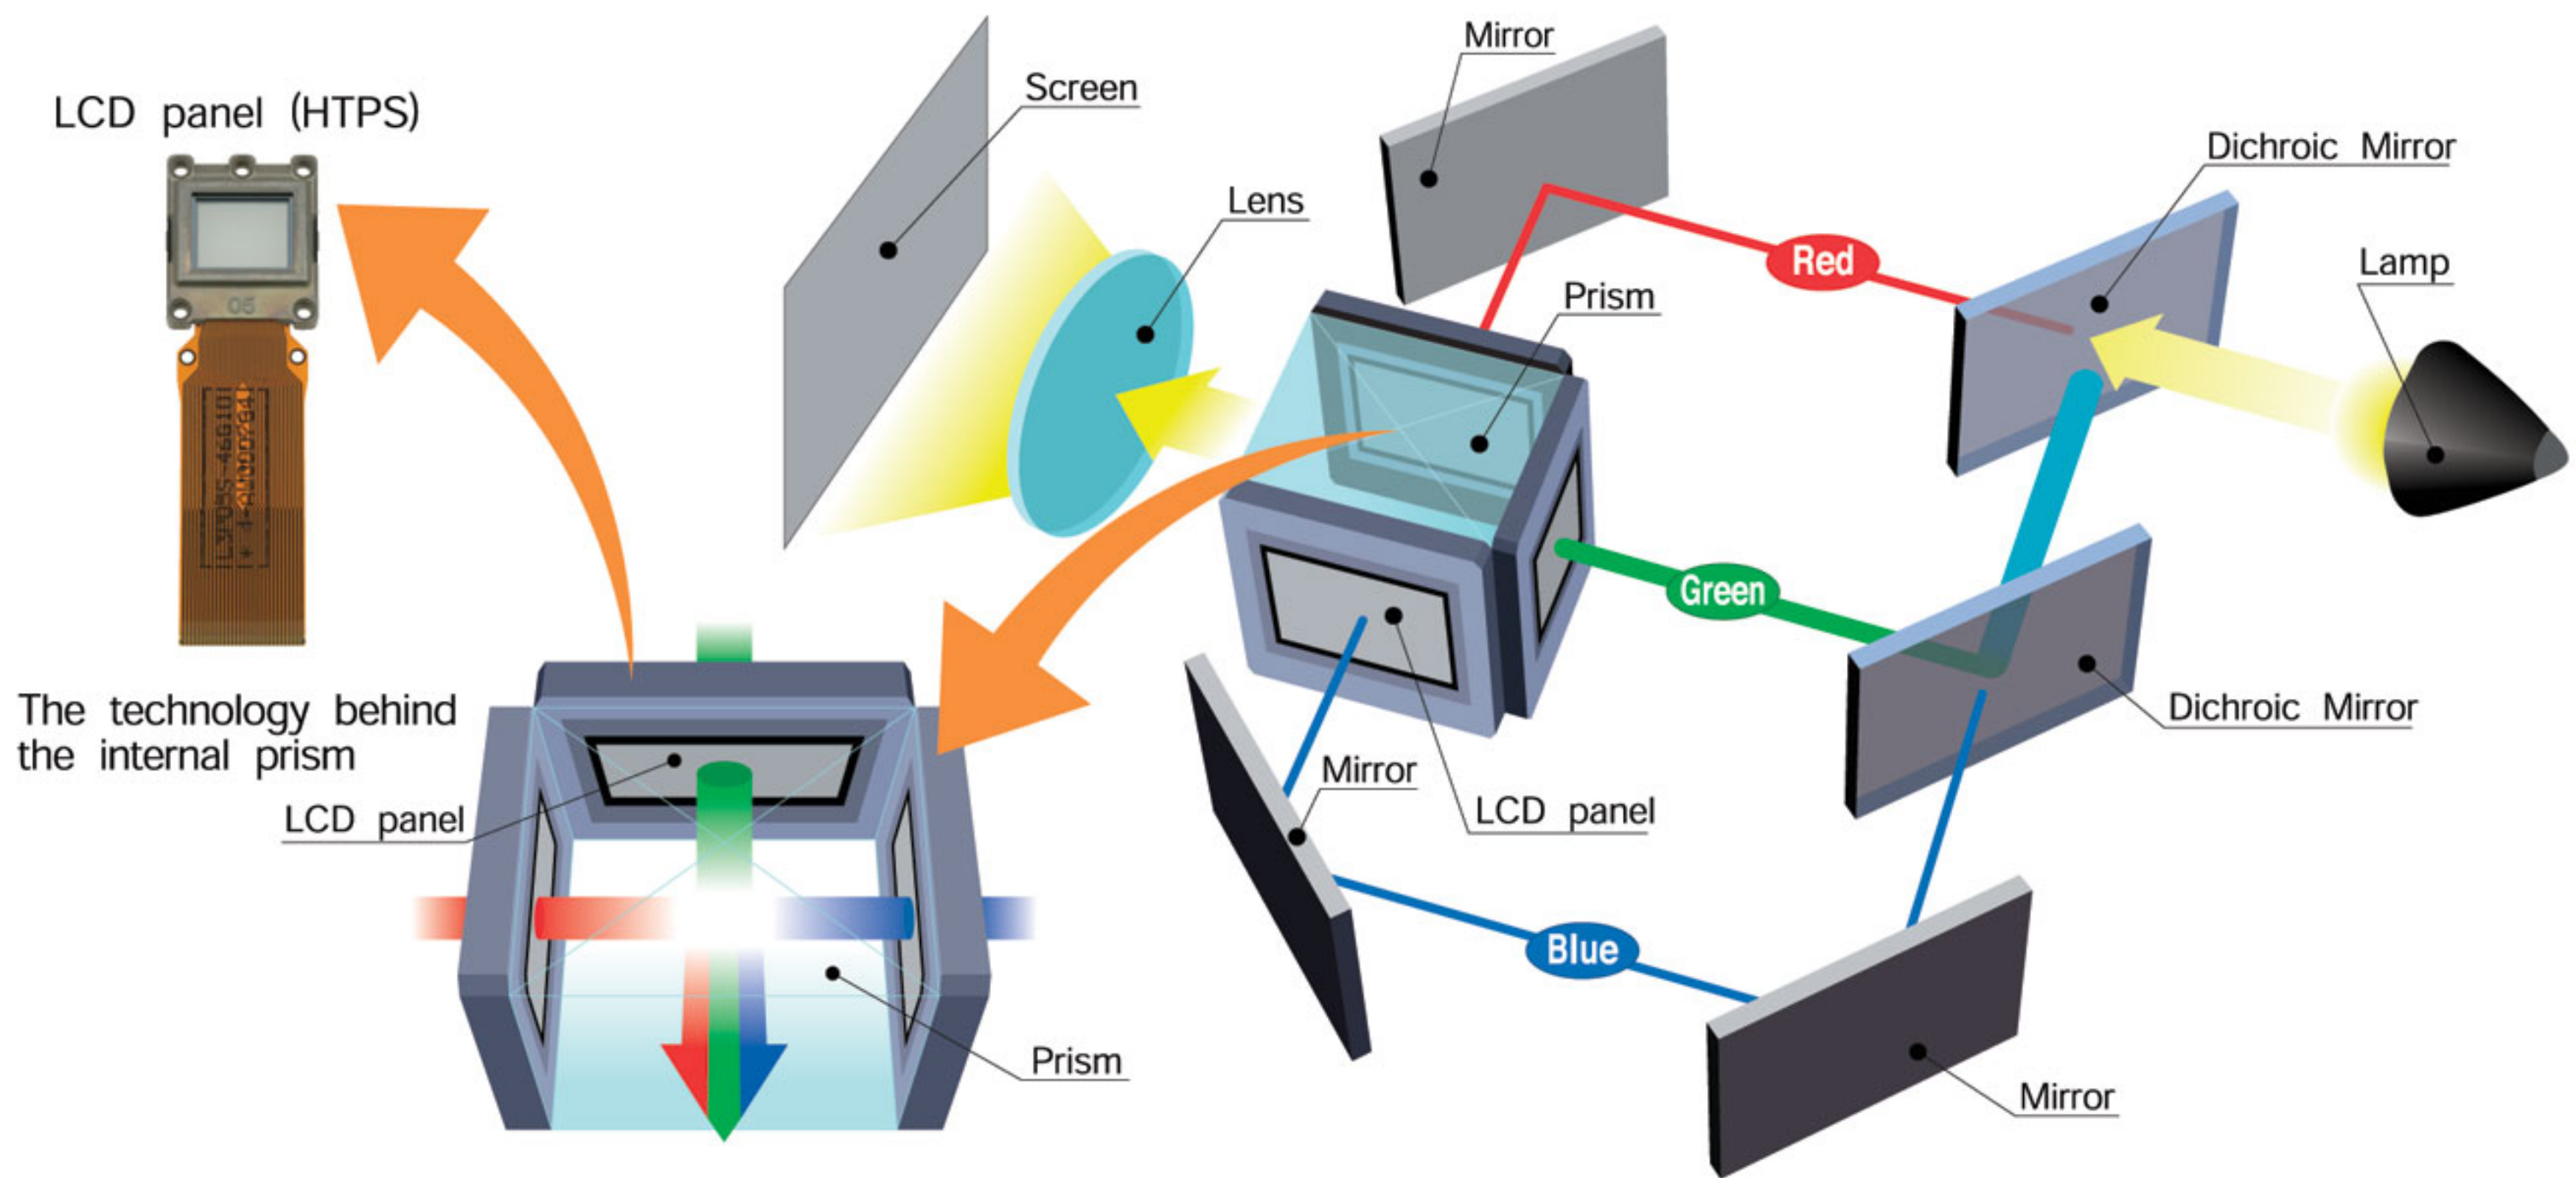 LCD panel (HTPS)
05
The technology behind
the internal prism
LCD panel
Prism
Screen
Lens
Mirror
Prism
Red
Dichroic Mirror
Lamp
Green
Dichroic Mirror
Mirror
LCD panel
Blue
Mirror